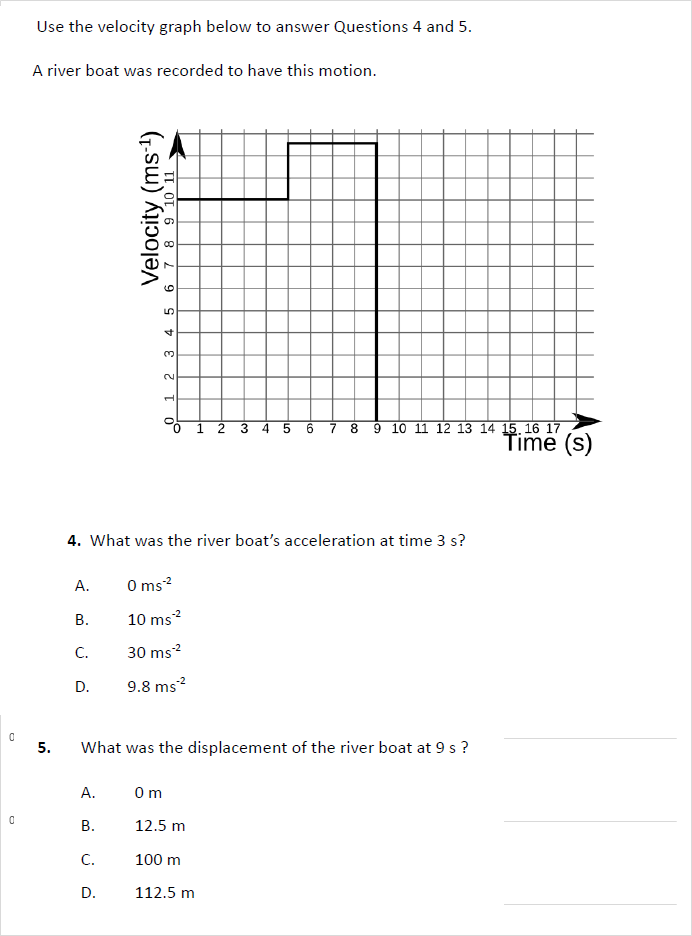 Use the velocity graph below to answer Questions 4 and 5.
A river boat was recorded to have this motion.
Velocity (ms-1)
0 1 2 3 4 5 6 7 8 9 10 11
0 1 2 3 4 5 6 7 8 9 10 11 12 13 14 15 16 17
Time (s)
4. What was the river boat’s acceleration at time 3 s?
A. 0 ms-2
B. 10 ms-2
C. 30 ms-2
D. 9.8 ms-2
5. What was the displacement of the river boat at 9 s ?
A. 0 m
B. 12.5 m
C. 100 m
D. 112.5 m